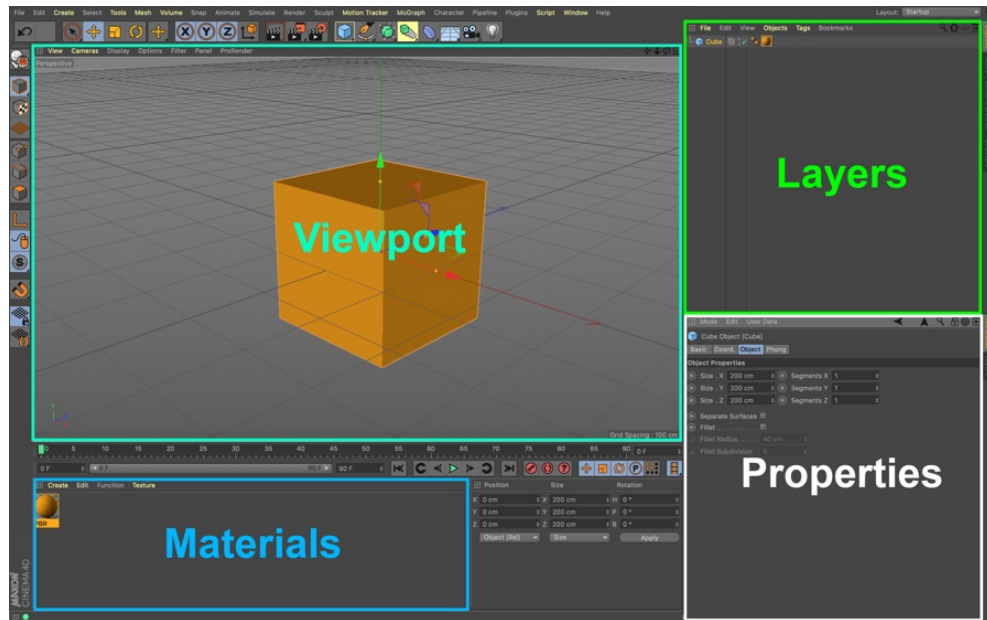 File Edit Create Select Tools Mesh Volume Snap Animate Simulate Render Sculpt Motion Tracker MoGraph Character Pipeline Plugins Script Window Help Layout: Startup
View Cameras Display Options Filter Panel ProRender
Perspective
File Edit View Objects Tags Bookmarks
Cube
Layers
Viewport
Grid Spacing : 100 cm
Mode Edit User Data
Cube Object [Cube]
Basic Coord. Object Phong
Object Properties
Size . X 200 cm Segments X 1
Size . Y 200 cm Segments Y 1
Size . Z 200 cm Segments Z 1
Separate Surfaces
Fillet
Fillet Radius 40 cm
Fillet Subdivision
Properties
0 5 10 15 20 25 30 35 40 45 50 55 60 65 70 75 80 85 90 0 F
0 F 0 F 90 F 90 F
Create Edit Function Texture
PBR
Materials
Position Size Rotation
X 0 cm X 200 cm H 0 °
Y 0 cm Y 200 cm P 0 °
Z 0 cm Z 200 cm B 0 °
Object (Rel) Size Apply
MAXON
CINEMA 4D